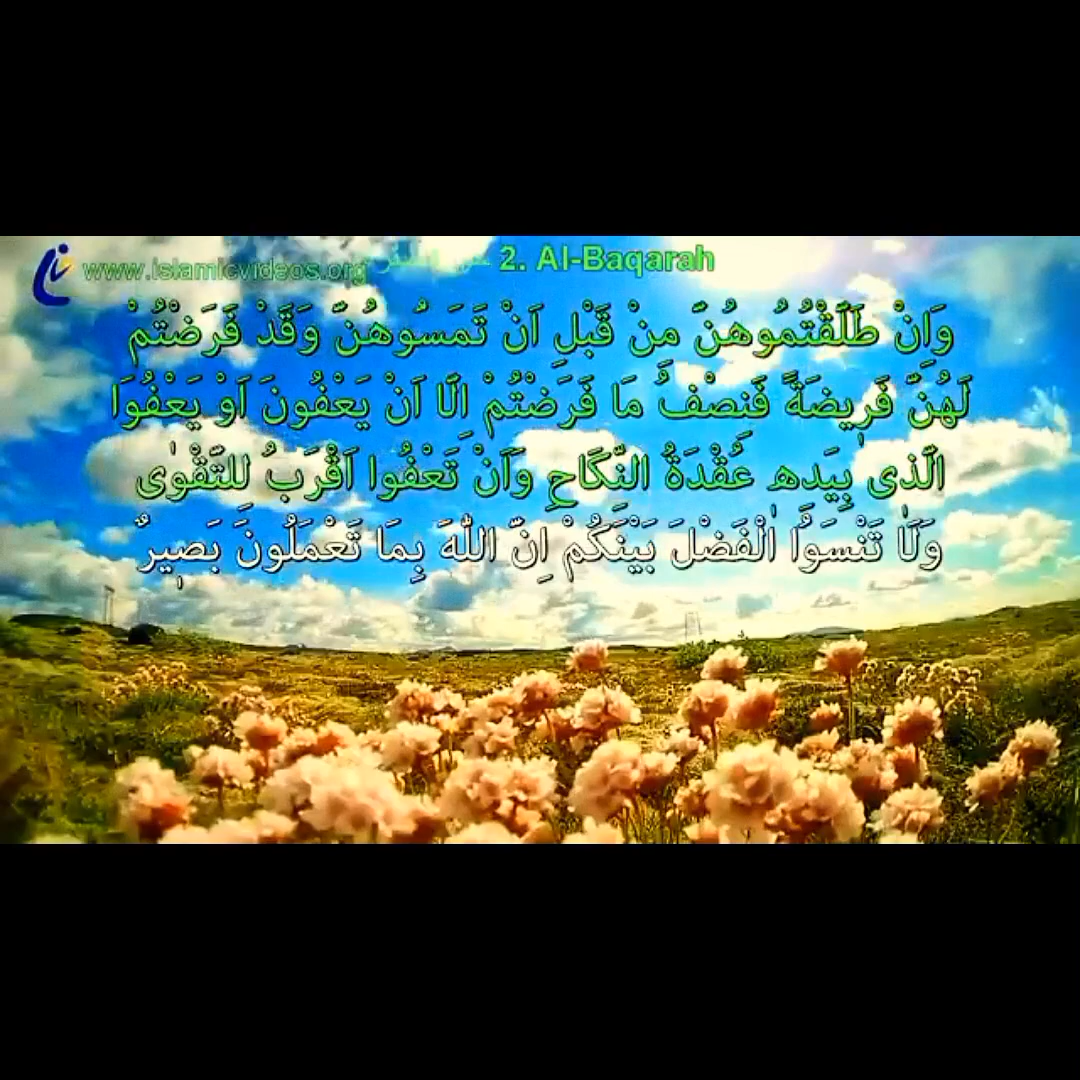 www.islamicvideos.org 2. Al-Baqarah
وَاِنْ طَلَّقْتُمُوهُنَّ مِنْ قَبْلِ اَنْ تَمَسُّوهُنَّ وَقَدْ فَرَضْتُمْ
لَهُنَّ فَرٖيضَةً فَنِصْفُ مَا فَرَضْتُمْ اِلَّا اَنْ يَعْفُونَ اَوْ يَعْفُوَا
الَّذٖى بِيَدِهٖ عُقْدَةُ النِّكَاحِ وَاَنْ تَعْفُوا اَقْرَبُ لِلتَّقْوٰى
وَلَا تَنْسَوُا الْفَضْلَ بَيْنَكُمْ اِنَّ اللّٰهَ بِمَا تَعْمَلُونَ بَصٖيرٌ